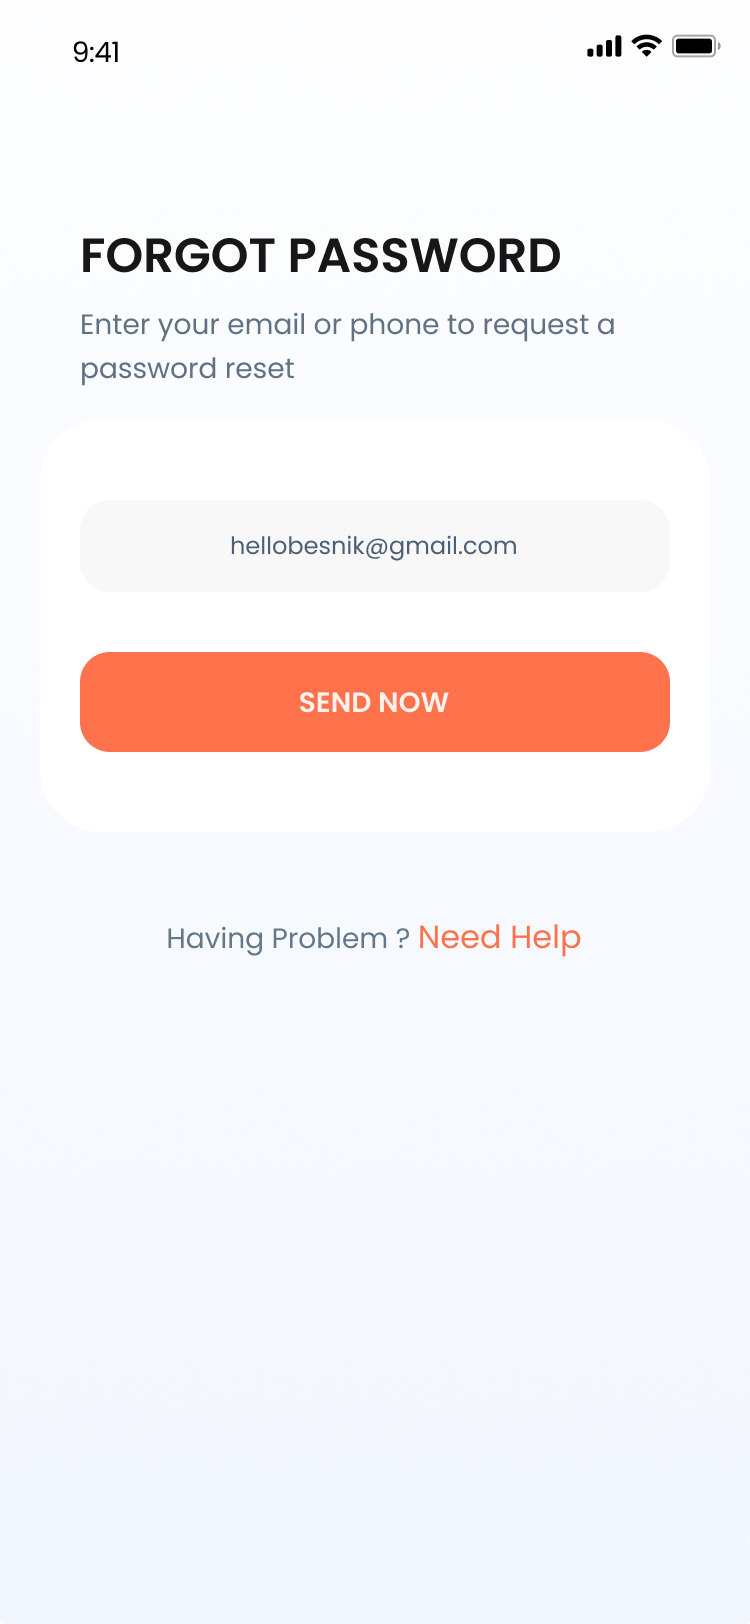 9:41
FORGOT PASSWORD
Enter your email or phone to request a
password reset
hellobesnik@gmail.com
SEND NOW
Having Problem ? Need Help